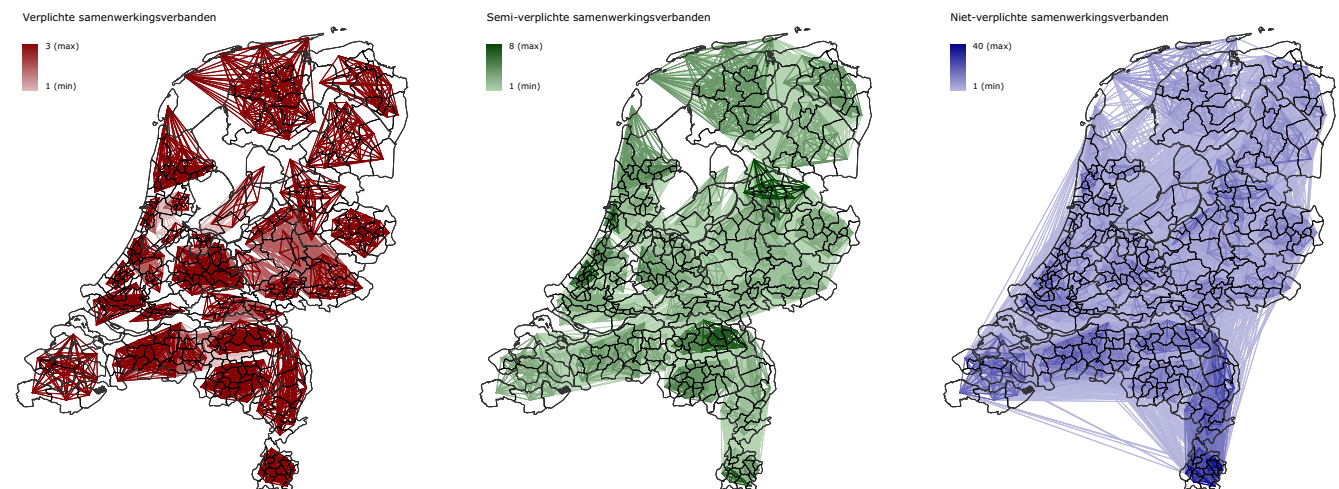 Verplichte samenwerkingsverbanden
3 (max)
1 (min)
Semi-verplichte samenwerkingsverbanden
8 (max)
1 (min)
Niet-verplichte samenwerkingsverbanden
40 (max)
1 (min)